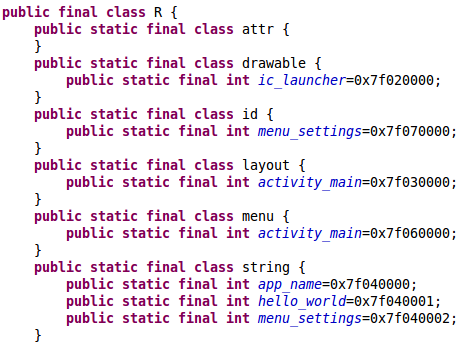 public final class R {
    public static final class attr {
    }
    public static final class drawable {
        public static final int ic_launcher=0x7f020000;
    }
    public static final class id {
        public static final int menu_settings=0x7f070000;
    }
    public static final class layout {
        public static final int activity_main=0x7f030000;
    }
    public static final class menu {
        public static final int activity_main=0x7f060000;
    }
    public static final class string {
        public static final int app_name=0x7f040000;
        public static final int hello_world=0x7f040001;
        public static final int menu_settings=0x7f040002;
    }